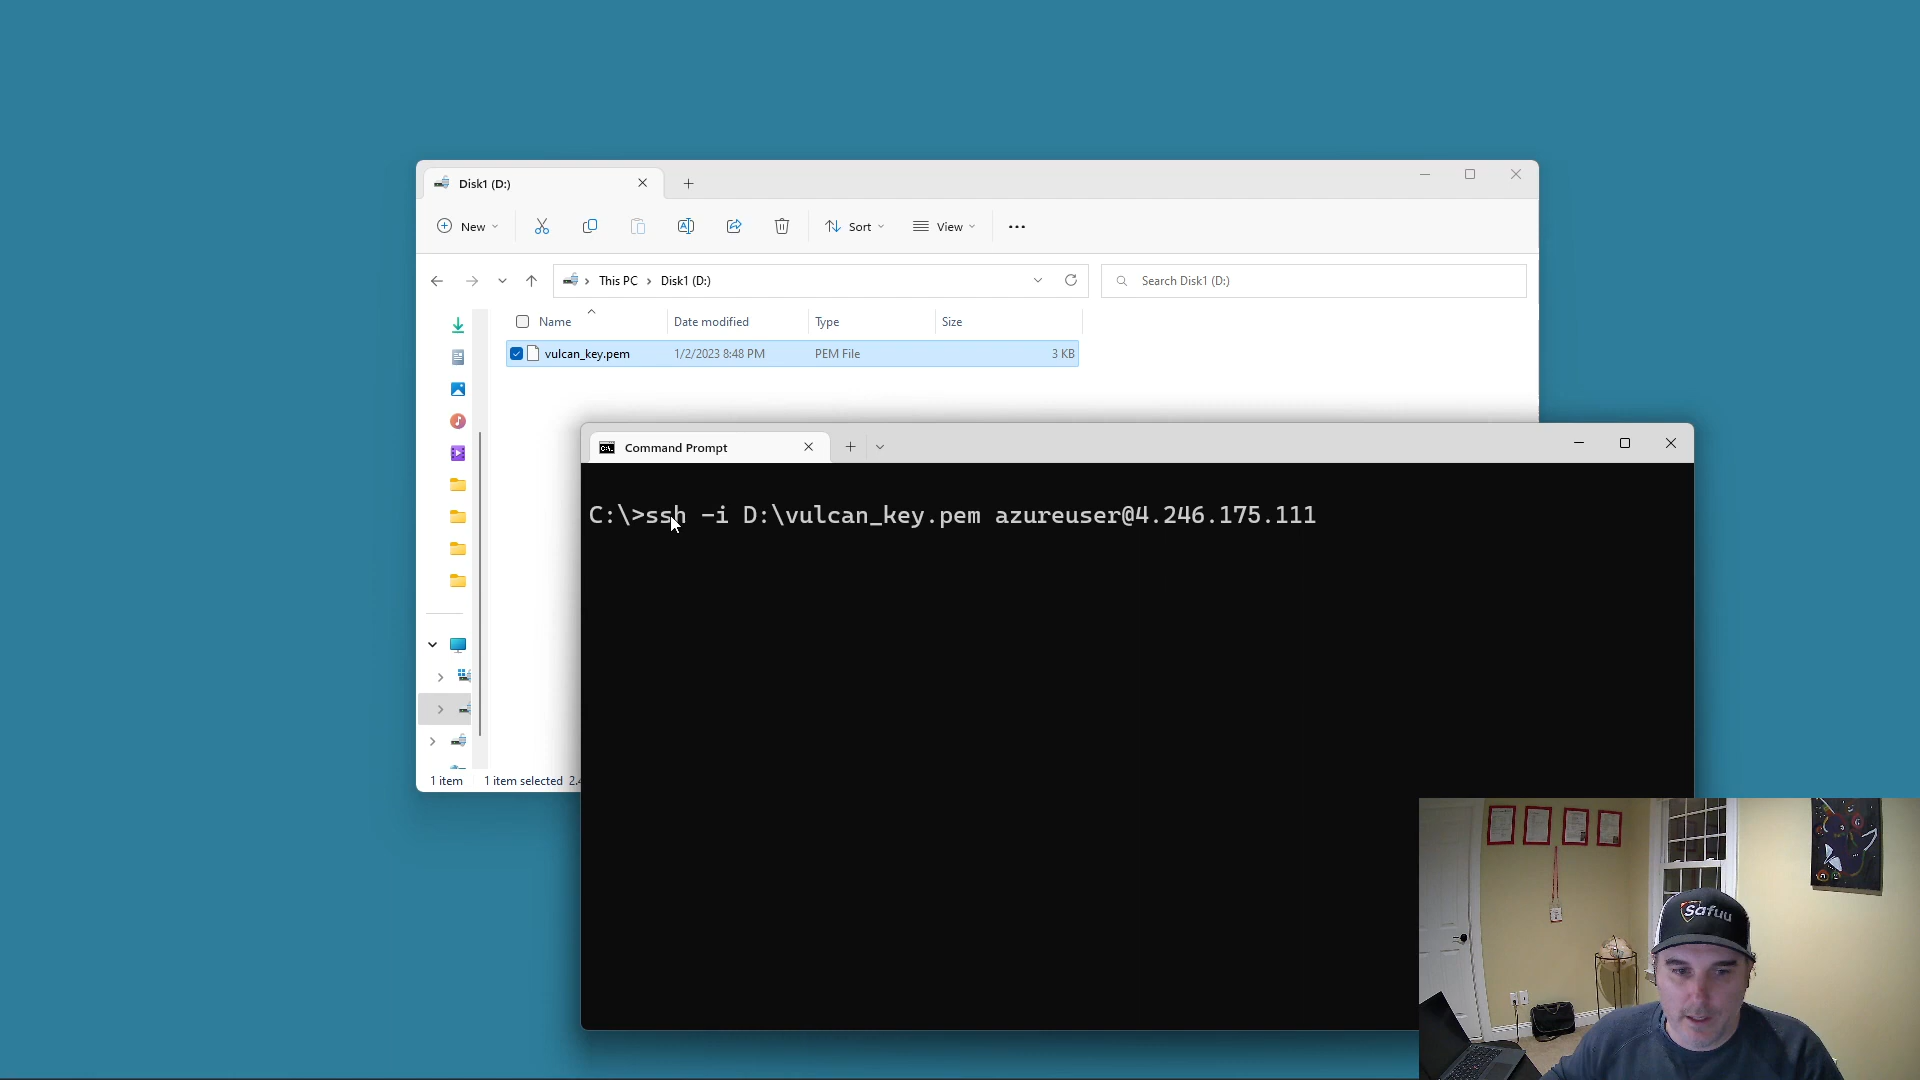 Disk1 (D:)
New
Sort
View
This PC > Disk1 (D:)
Search Disk1 (D:)
Name Date modified Type Size
vulcan_key.pem 1/2/2023 8:48 PM PEM File 3 KB
1 item 1 item selected 2.4
Command Prompt
C:\>ssh -i D:\vulcan_key.pem azureuser@4.246.175.111
Safuu